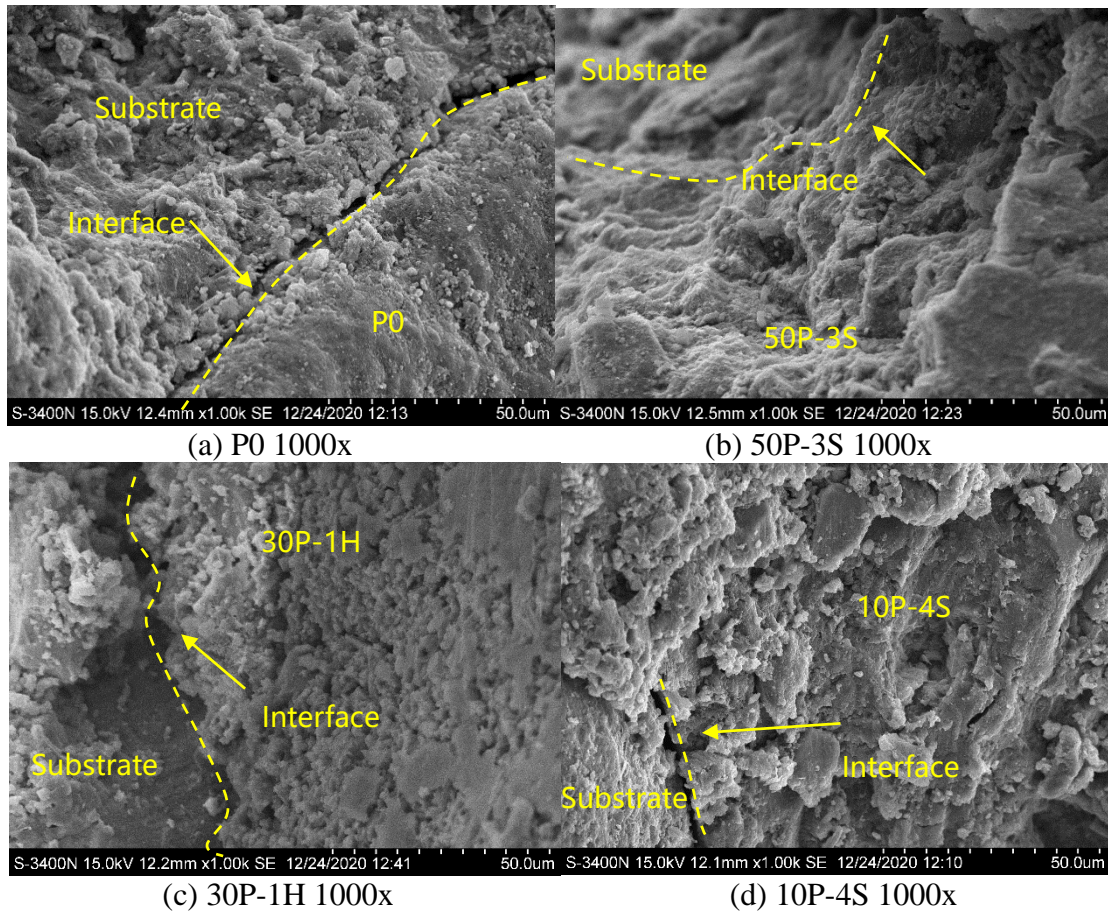 Substrate
Interface
P0
S-3400N 15.0kV 12.4mm x1.00k SE 12/24/2020 12:13 50.0um
(a) P0 1000x
Substrate
Interface
50P-3S
S-3400N 15.0kV 12.5mm x1.00k SE 12/24/2020 12:23 50.0um
(b) 50P-3S 1000x
30P-1H
Interface
Substrate
S-3400N 15.0kV 12.2mm x1.00k SE 12/24/2020 12:41 50.0um
(c) 30P-1H 1000x
10P-4S
Interface
Substrate
S-3400N 15.0kV 12.1mm x1.00k SE 12/24/2020 12:10 50.0um
(d) 10P-4S 1000x